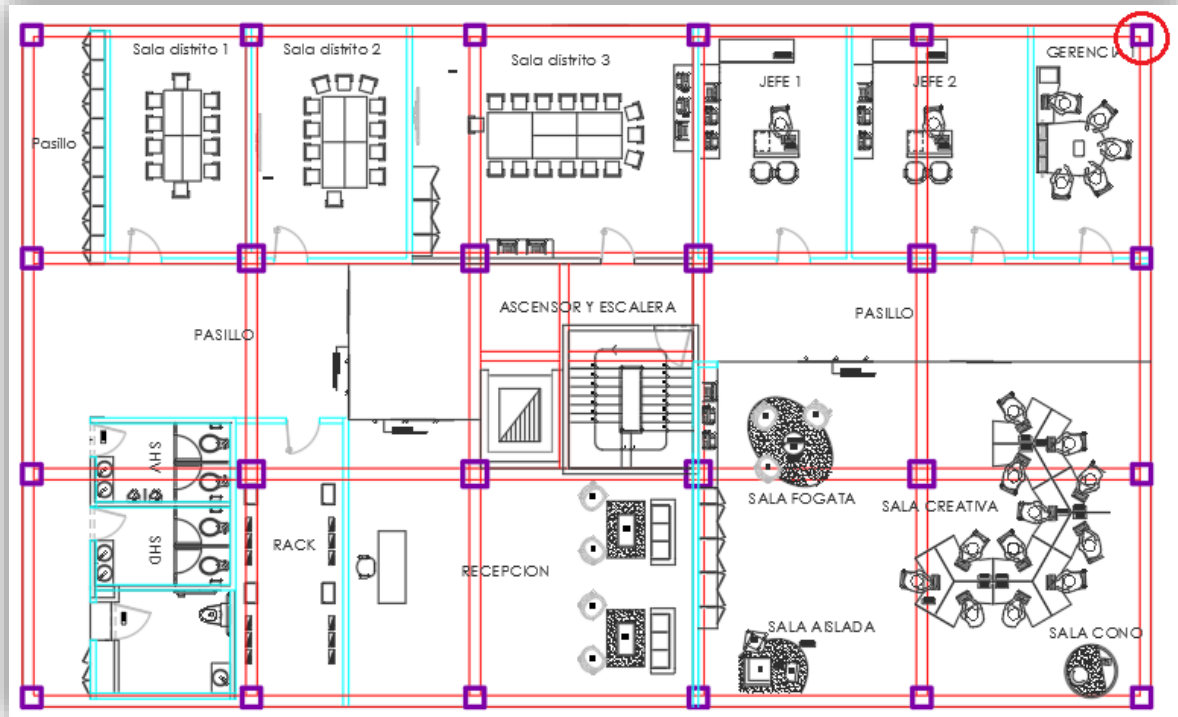 Sala distrito 1
Sala distrito 2
Sala distrito 3
GERENCIA
JEFE 1
JEFE 2
Pasillo
ASCENSOR Y ESCALERA
PASILLO
PASILLO
SHV
SALA FOGATA
SALA CREATIVA
SHD
RACK
RECEPCION
SALA AISLADA
SALA CONO